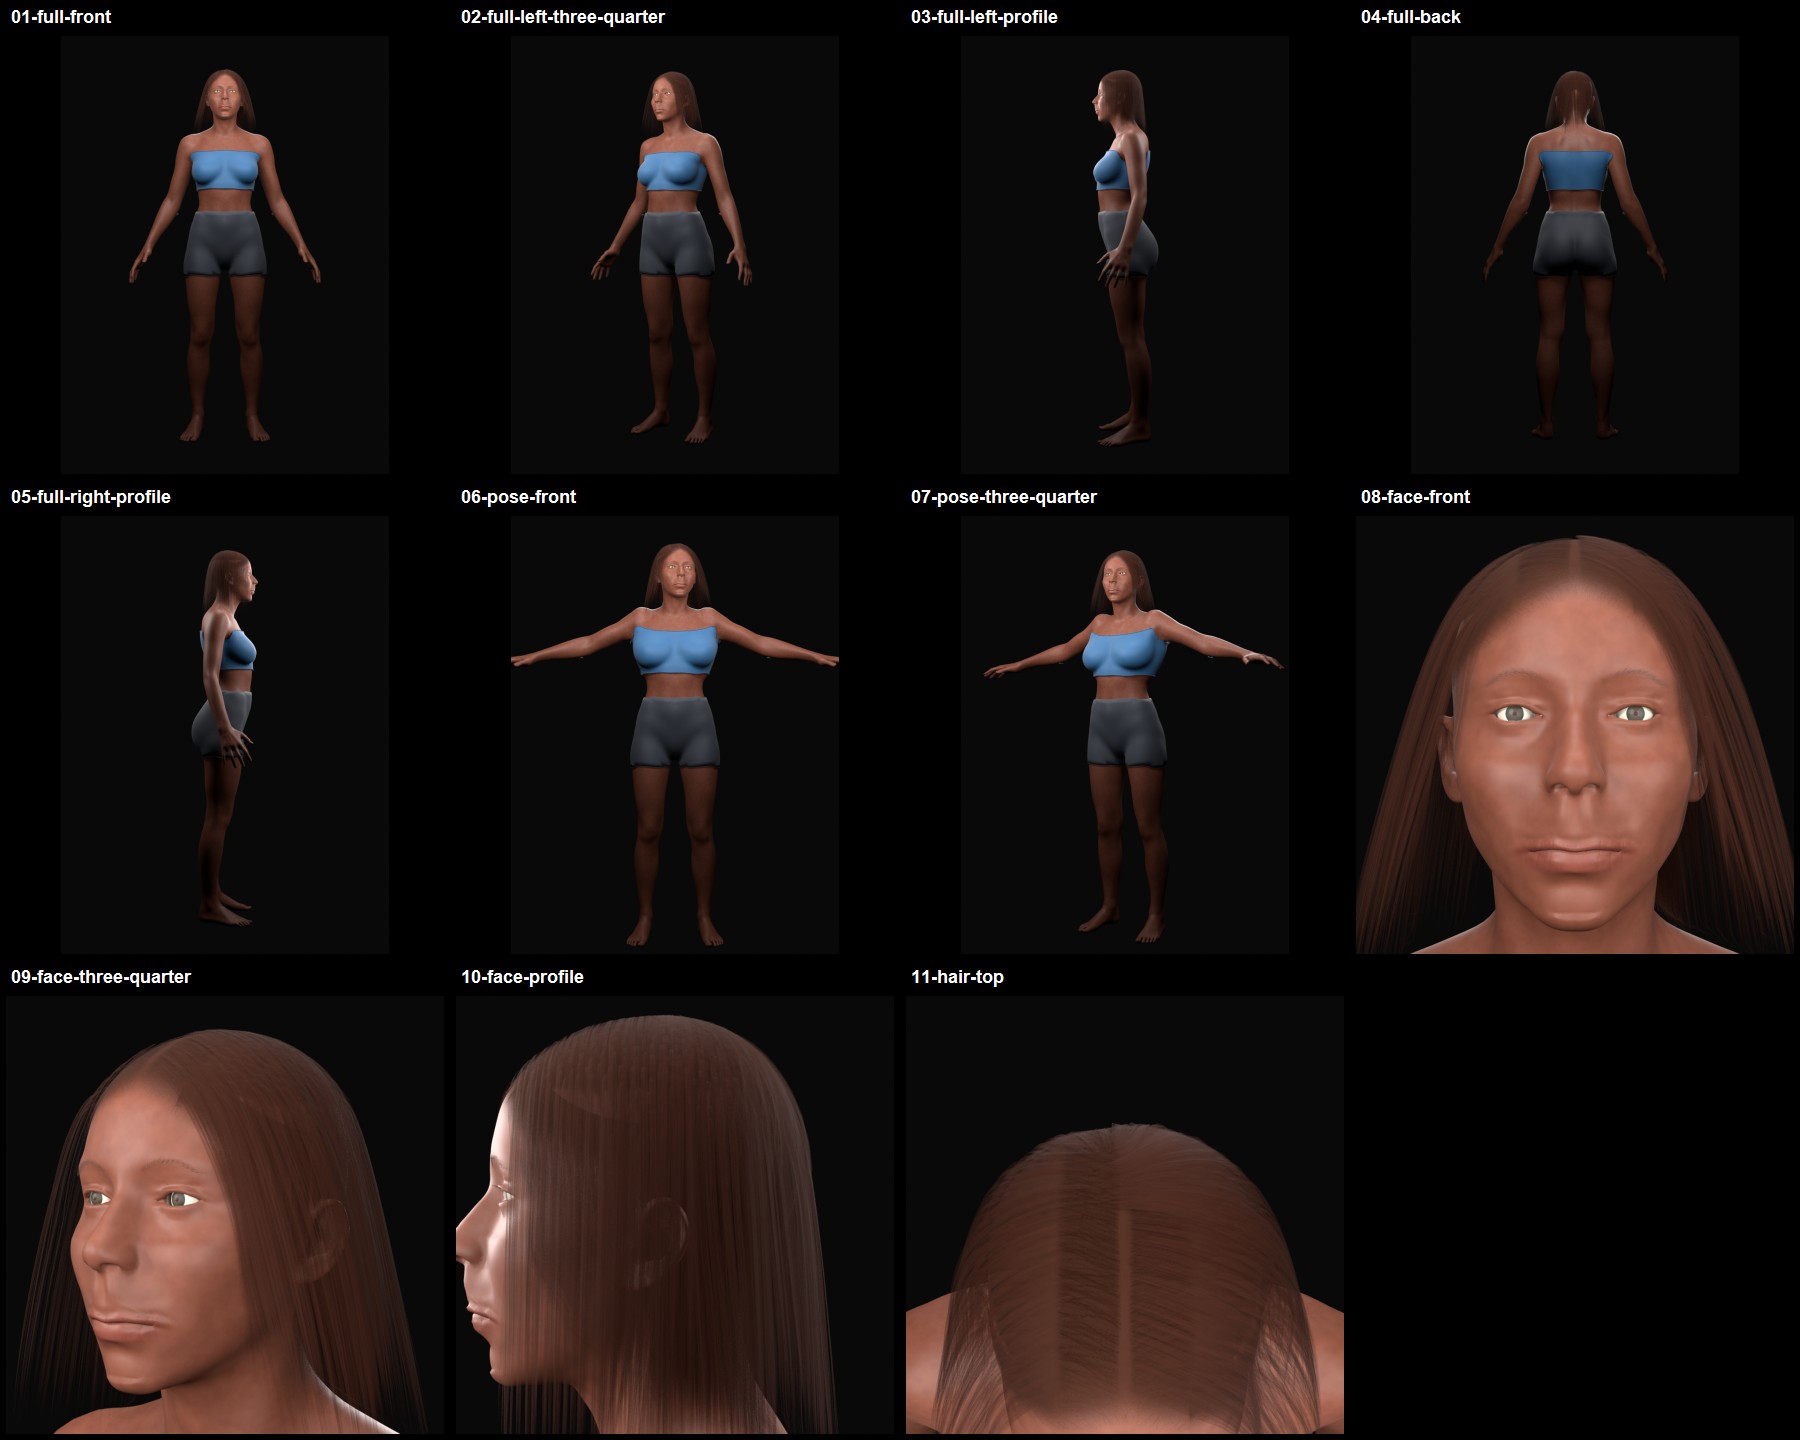 01-full-front
02-full-left-three-quarter
03-full-left-profile
04-full-back
05-full-right-profile
06-pose-front
07-pose-three-quarter
08-face-front
09-face-three-quarter
10-face-profile
11-hair-top